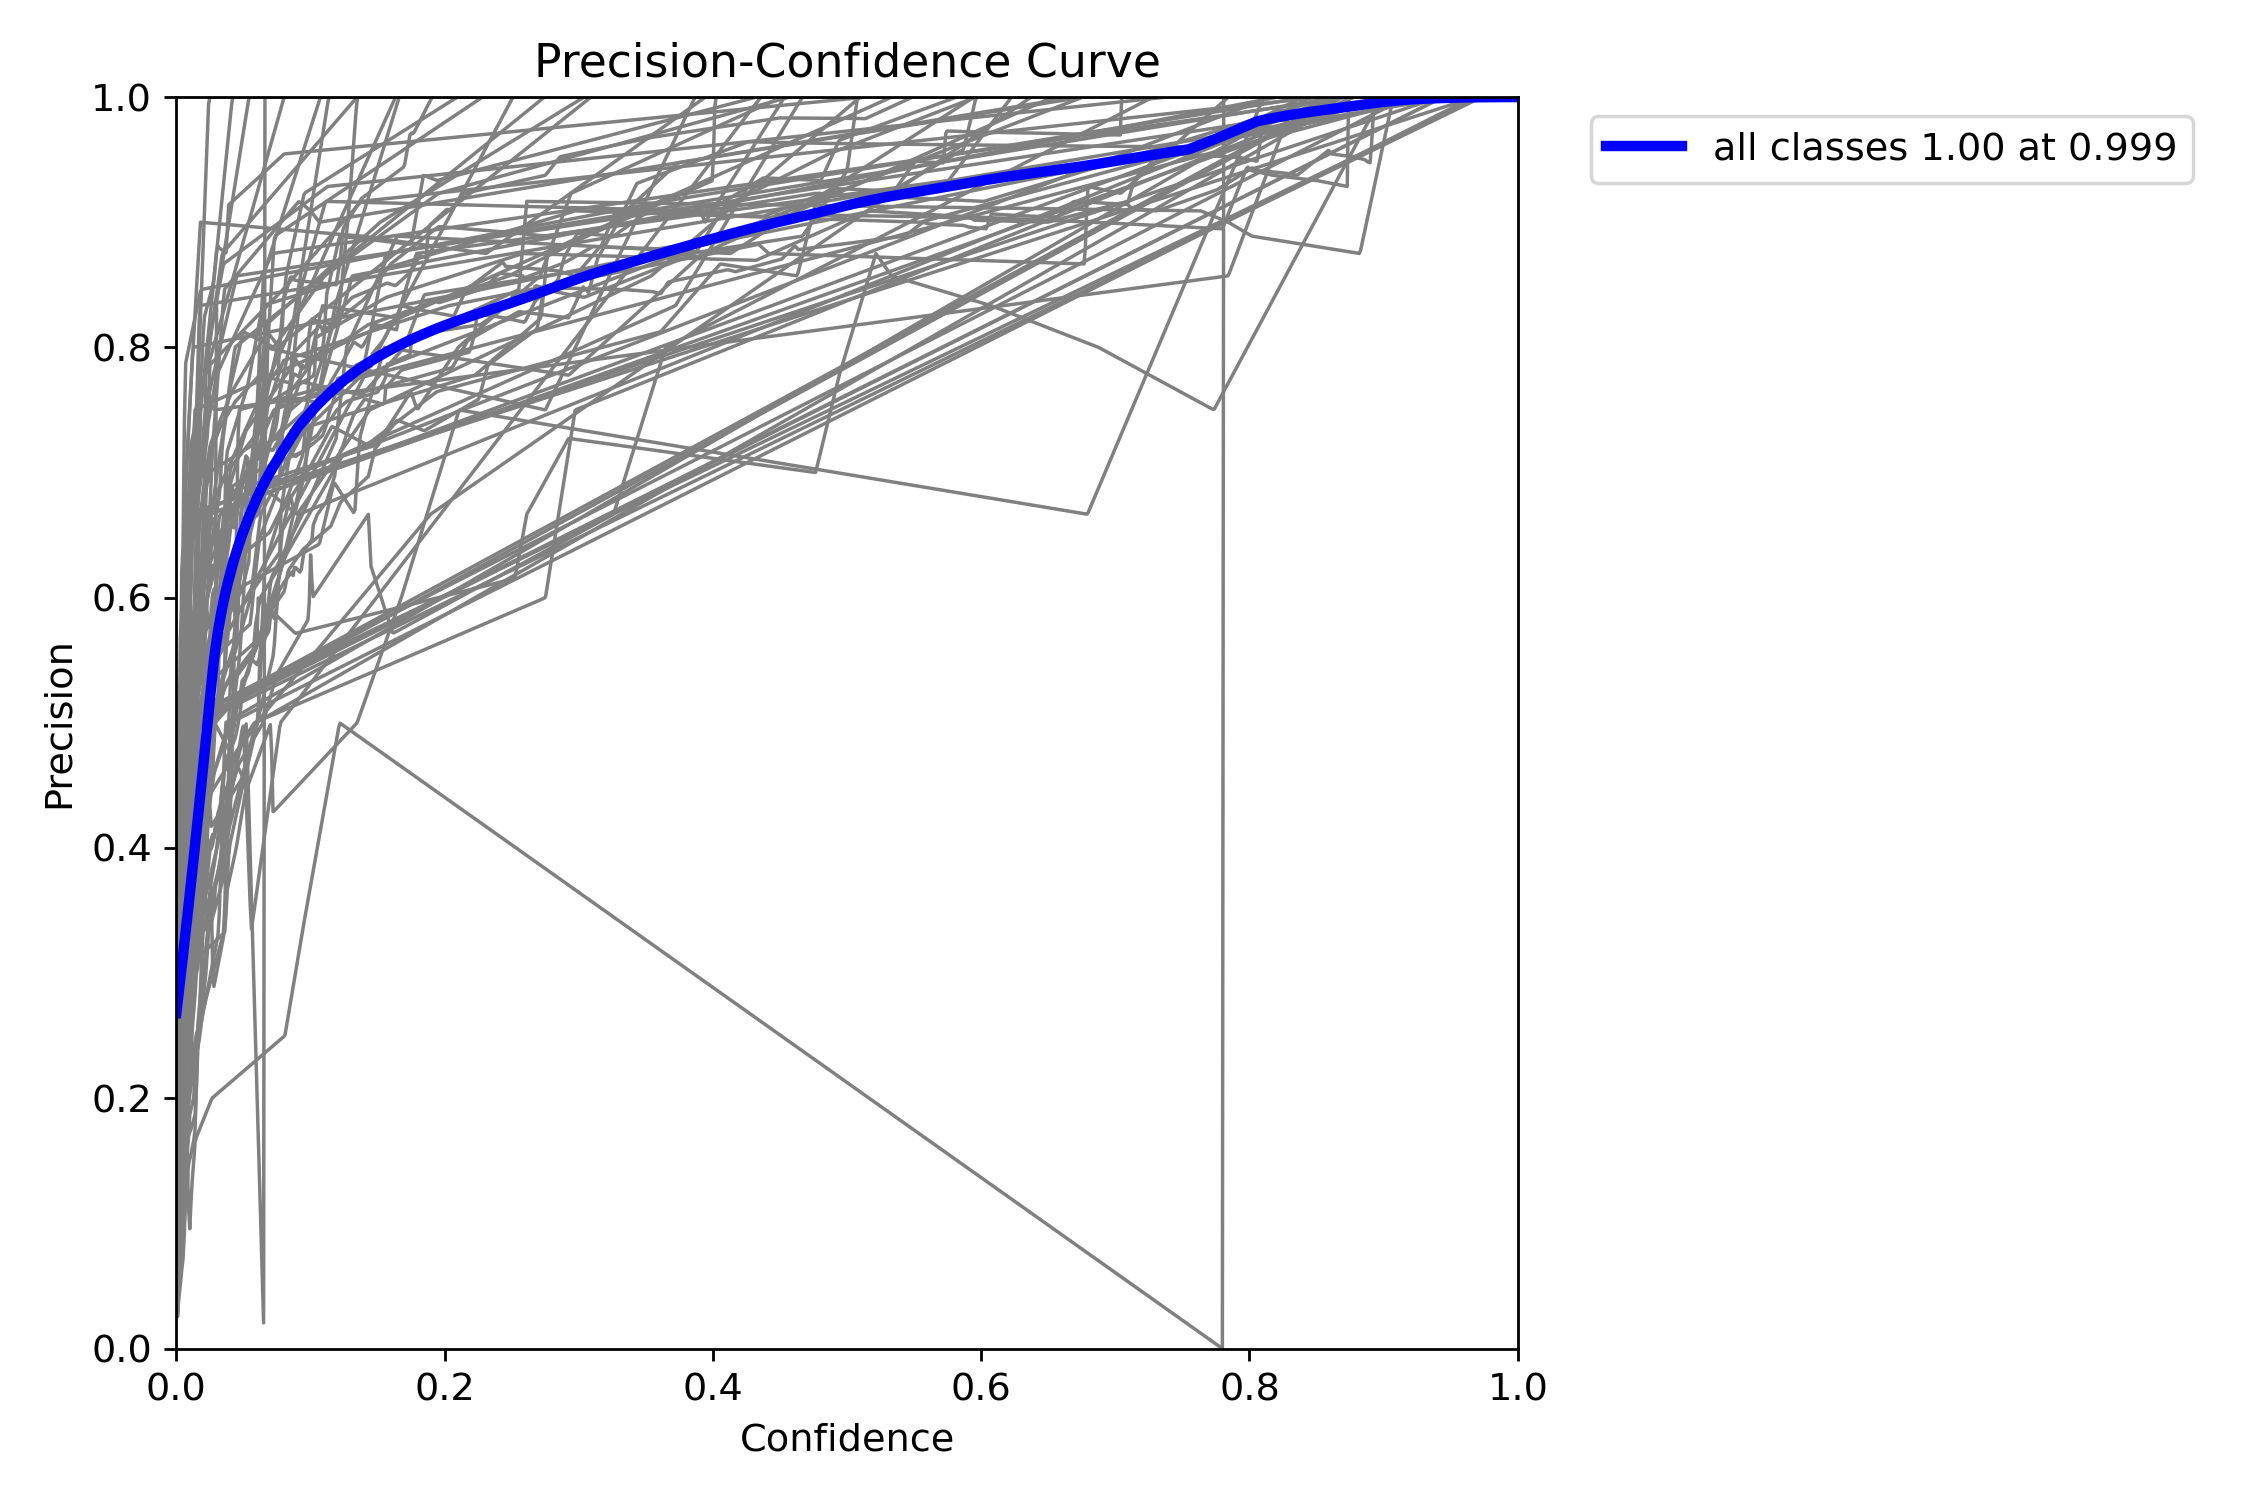 Precision-Confidence Curve
all classes 1.00 at 0.999
Precision
1.0
0.8
0.6
0.4
0.2
0.0
0.0 0.2 0.4 0.6 0.8 1.0
Confidence